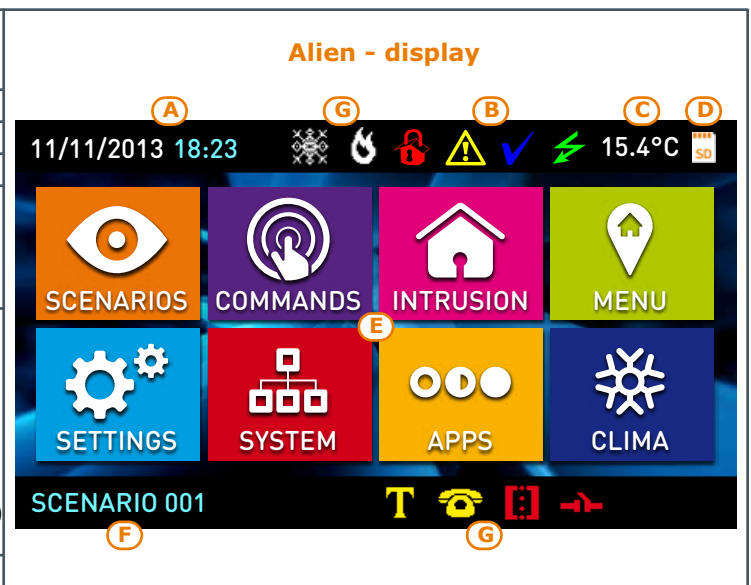 Alien - display
A G B C D
11/11/2013 18:23 15.4°C SD
SCENARIOS COMMANDS INTRUSION MENU
E
SETTINGS SYSTEM APPS CLIMA
SCENARIO 001 T
F G